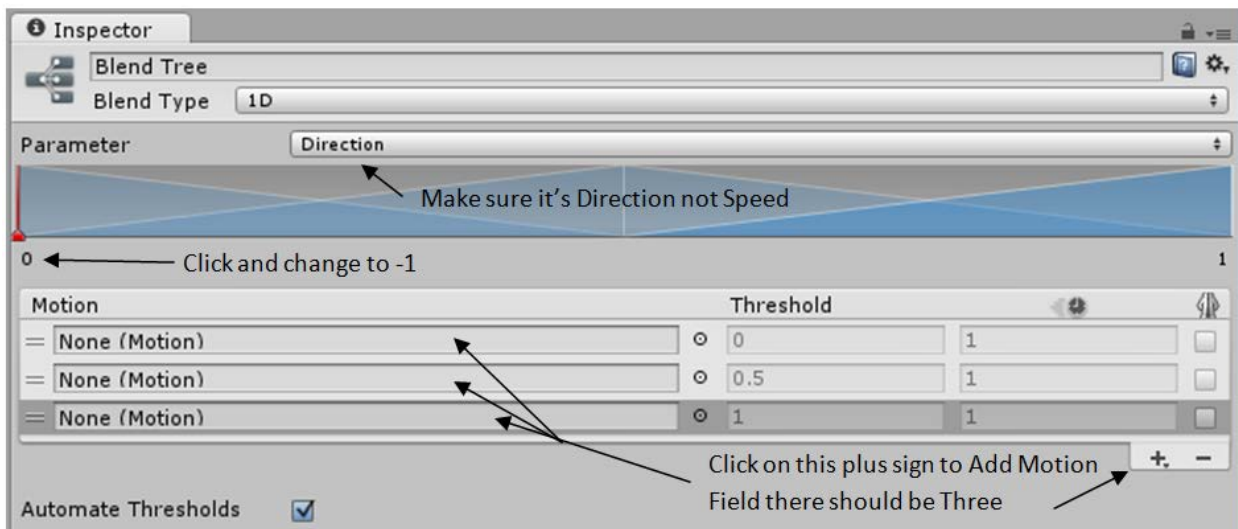 Inspector
Blend Tree
Blend Type 1D
Parameter Direction
Make sure it's Direction not Speed
0 Click and change to -1 1
Motion Threshold
None (Motion) 0 1
None (Motion) 0.5 1
None (Motion) 1 1
Click on this plus sign to Add Motion
Field there should be Three
Automate Thresholds